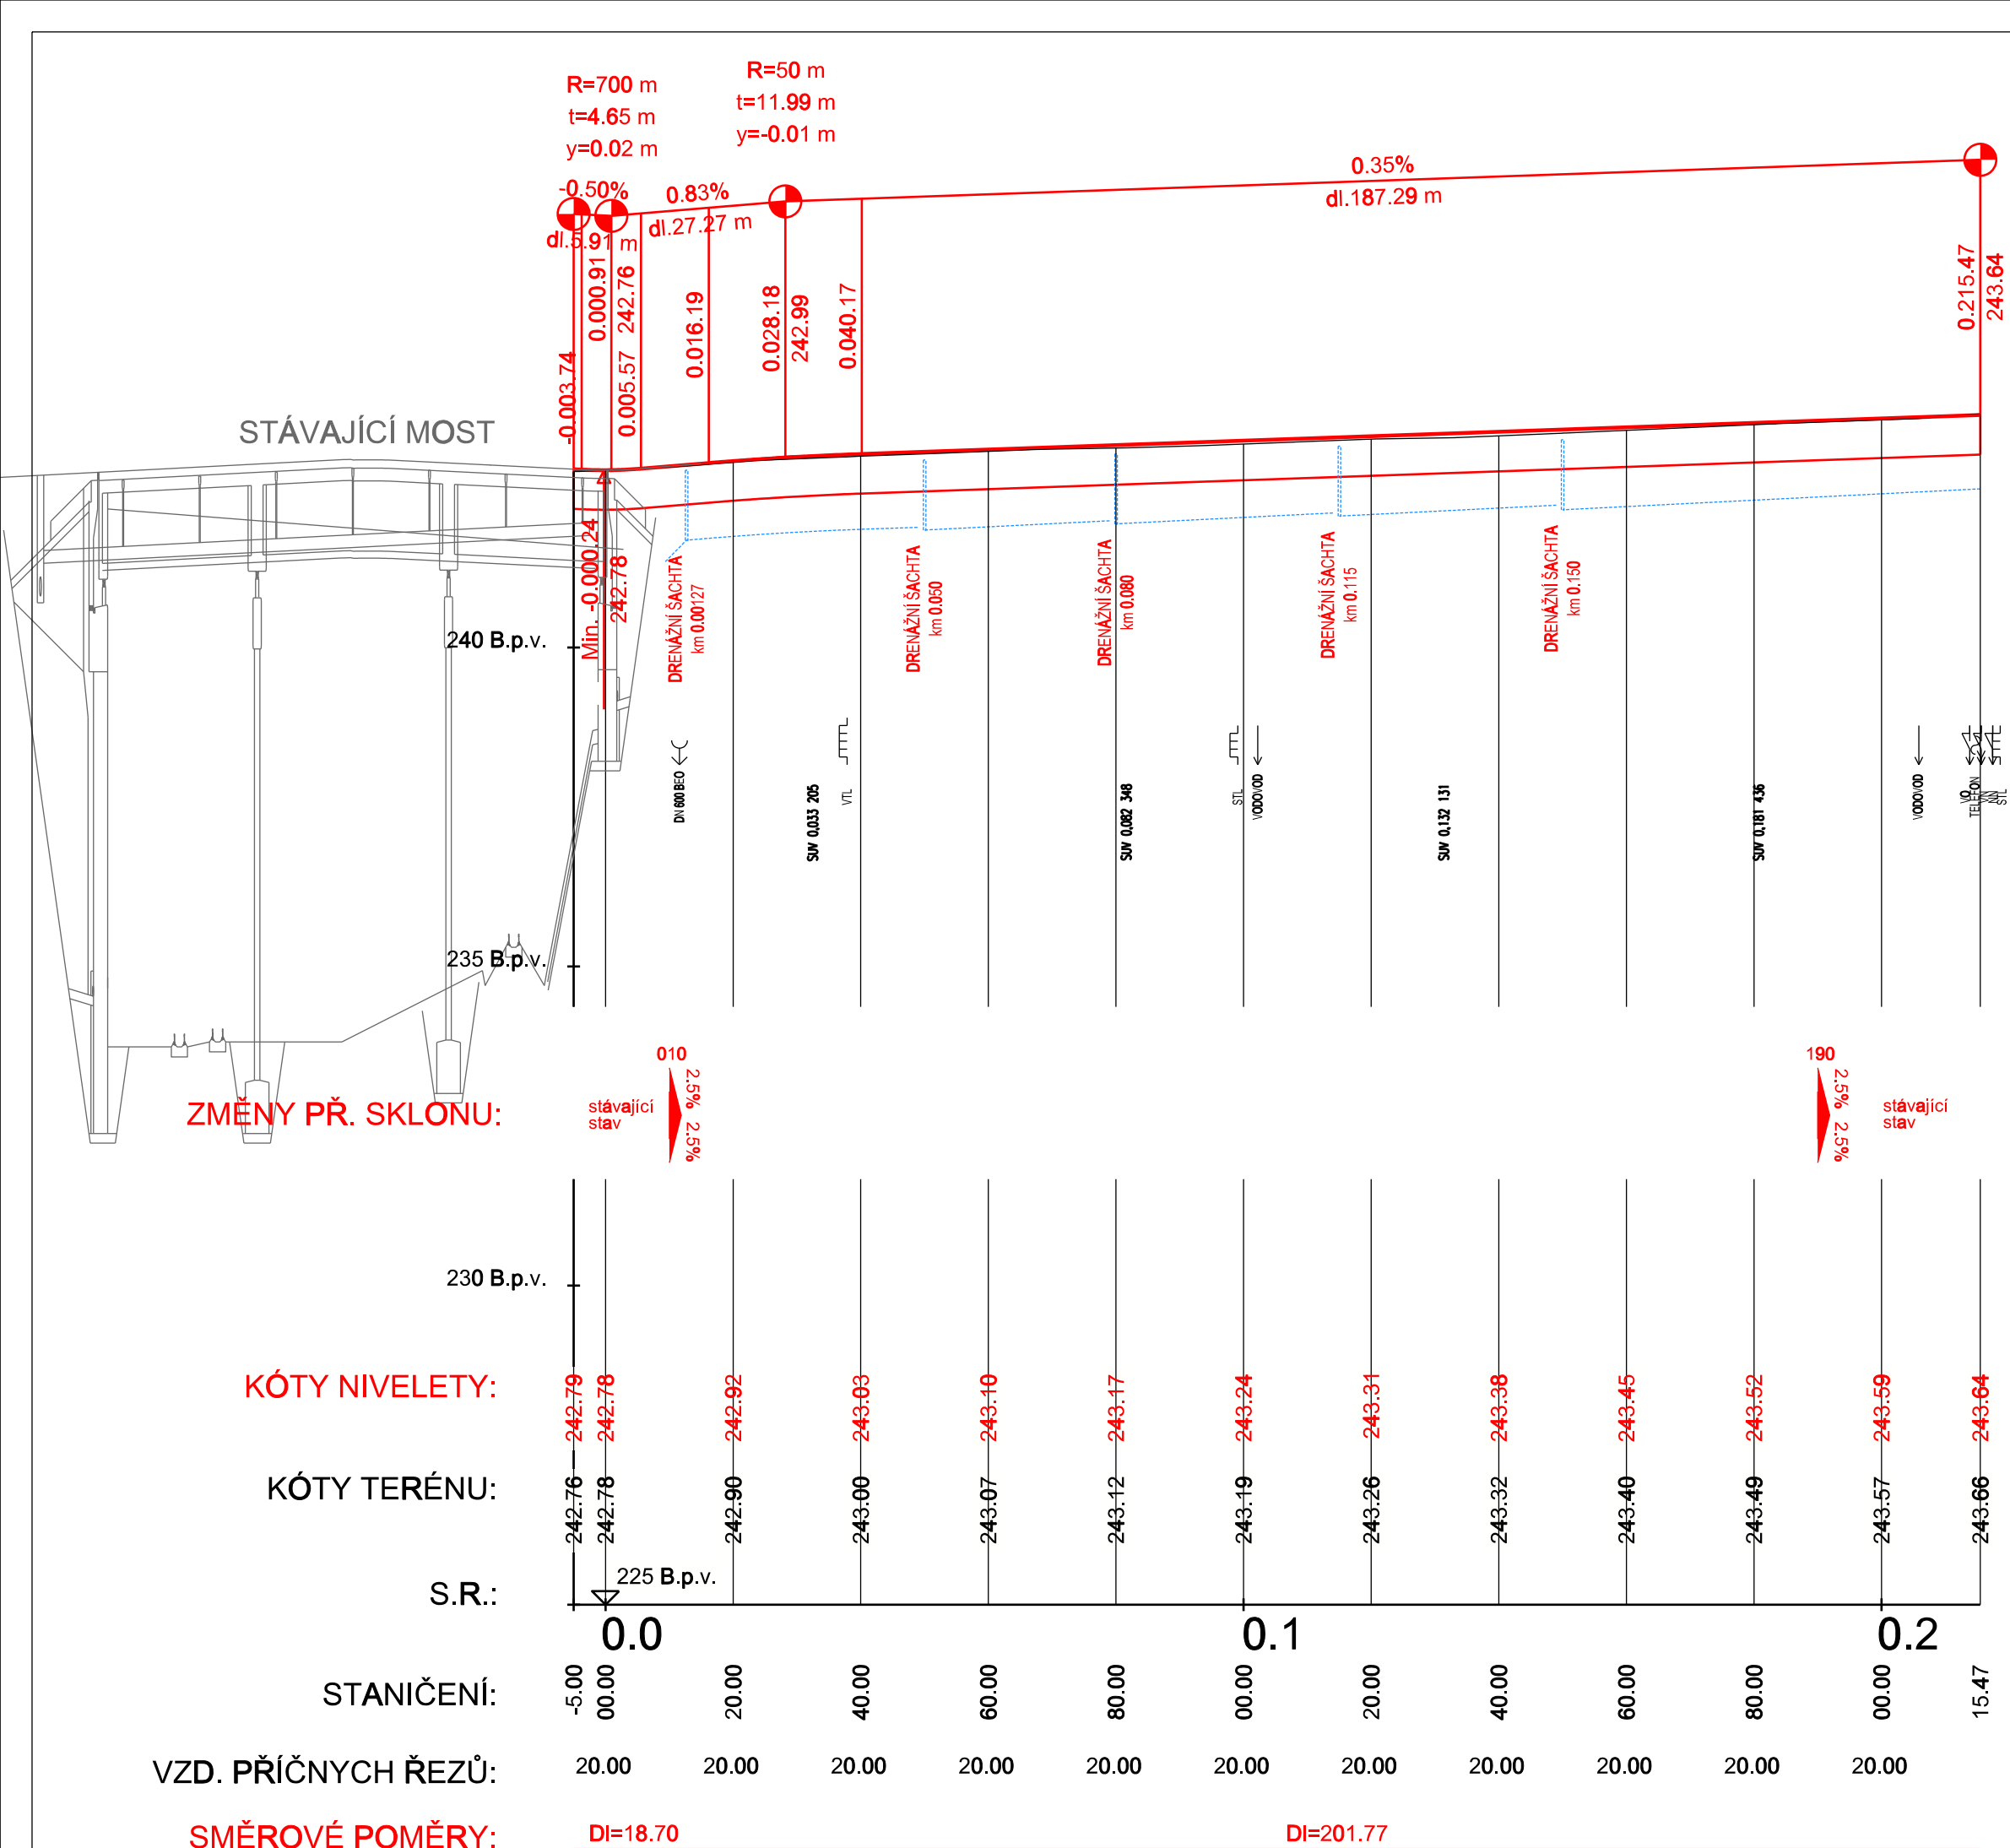 R=700 m
t=4.65 m
y=0.02 m
R=50 m
t=11.99 m
y=-0.01 m
-0.50%
dl.5.91 m
0.83%
dl.27.27 m
0.35%
dl.187.29 m
-0.003.74
0.000.91
242.76
0.005.57
0.016.19
0.028.18
242.99
0.040.17
0.215.47
243.64
STÁVAJÍCÍ MOST
Min. -0.000.24
242.78
DRENÁŽNÍ ŠACHTA
km 0.00127
DRENÁŽNÍ ŠACHTA
km 0.050
DRENÁŽNÍ ŠACHTA
km 0.080
DRENÁŽNÍ ŠACHTA
km 0.115
DRENÁŽNÍ ŠACHTA
km 0.150
240 B.p.v.
DN 600 BEO
SUV 0.033 205
VTL
SUV 0.082 348
STL
VODOVOD
SUV 0.132 131
SUV 0.181 436
VODOVOD
VO
TELEFON
VN
NN
STL
235 B.p.v.
ZMĚNY PŘ. SKLONU:
stávající
stav
010
2.5% 2.5%
190
2.5% 2.5%
stávající
stav
230 B.p.v.
KÓTY NIVELETY: 242.79 242.78 242.92 243.03 243.10 243.17 243.24 243.31 243.38 243.45 243.52 243.59 243.64
KÓTY TERÉNU: 242.76 242.78 242.90 243.00 243.07 243.12 243.19 243.26 243.32 243.40 243.49 243.57 243.66
S.R.: 225 B.p.v.
0.0 0.1 0.2
STANIČENÍ: -5.00 00.00 20.00 40.00 60.00 80.00 00.00 20.00 40.00 60.00 80.00 00.00 15.47
VZD. PŘÍČNYCH ŘEZŮ: 20.00 20.00 20.00 20.00 20.00 20.00 20.00 20.00 20.00 20.00 20.00
SMĚROVÉ POMĚRY: Dl=18.70 Dl=201.77